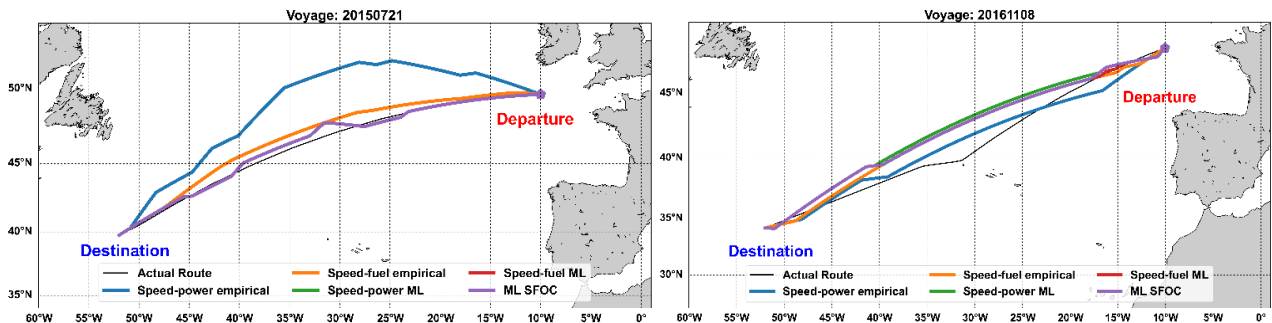 Voyage: 20150721
50°N
45°N
40°N
35°N
Departure
Destination
Actual Route
Speed-fuel empirical
Speed-fuel ML
Speed-power empirical
Speed-power ML
ML SFOC
60°W 55°W 50°W 45°W 40°W 35°W 30°W 25°W 20°W 15°W 10°W 5°W 0°
Voyage: 20161108
45°N
40°N
35°N
30°N
Departure
Destination
Actual Route
Speed-fuel empirical
Speed-fuel ML
Speed-power empirical
Speed-power ML
ML SFOC
60°W 55°W 50°W 45°W 40°W 35°W 30°W 25°W 20°W 15°W 10°W 5°W 0°